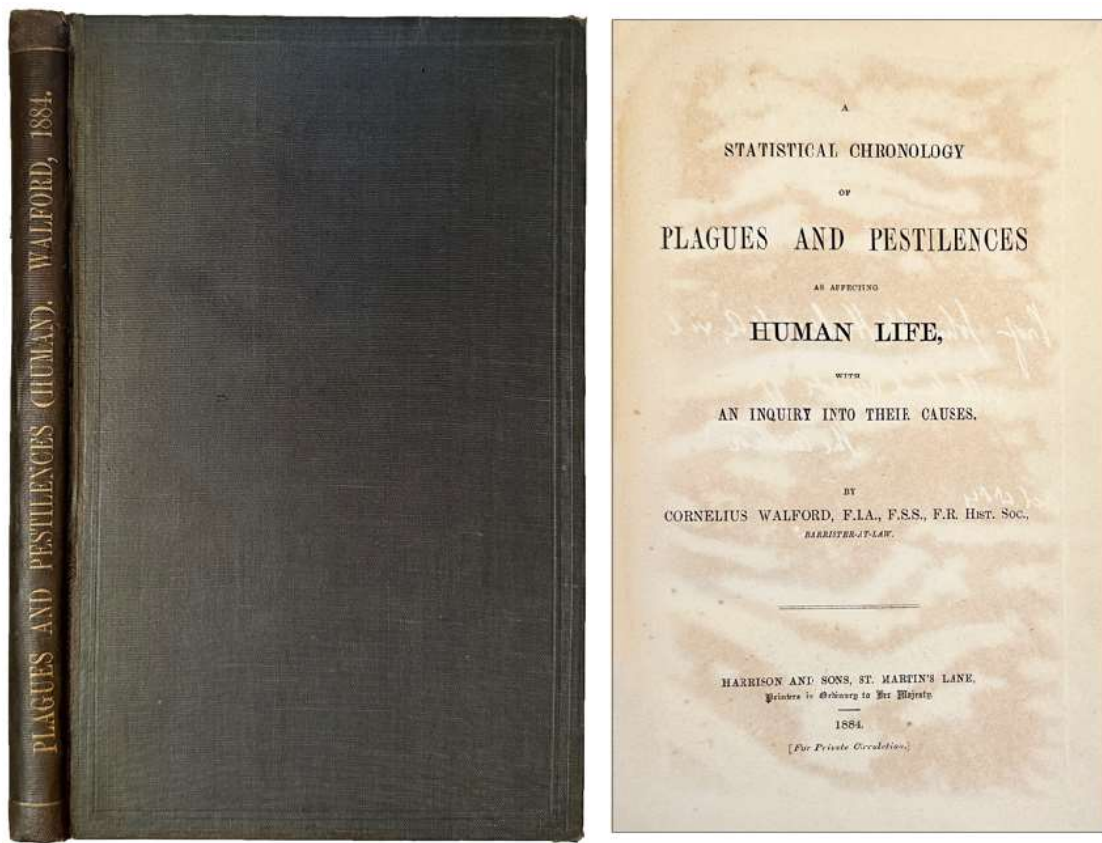 PLAGUES AND PESTILENCES (HUMAN). WALFORD, 1884.
A
STATISTICAL CHRONOLOGY
OF
PLAGUES AND PESTILENCES
AS AFFECTING
HUMAN LIFE,
WITH
AN INQUIRY INTO THEIR CAUSES.
BY
CORNELIUS WALFORD, F.I.A., F.S.S., F.R. HIST. SOC.,
BARRISTER-AT-LAW.
HARRISON AND SONS, ST. MARTIN'S LANE,
Printers in Ordinary to Her Majesty.
1884.
[For Private Circulation.]